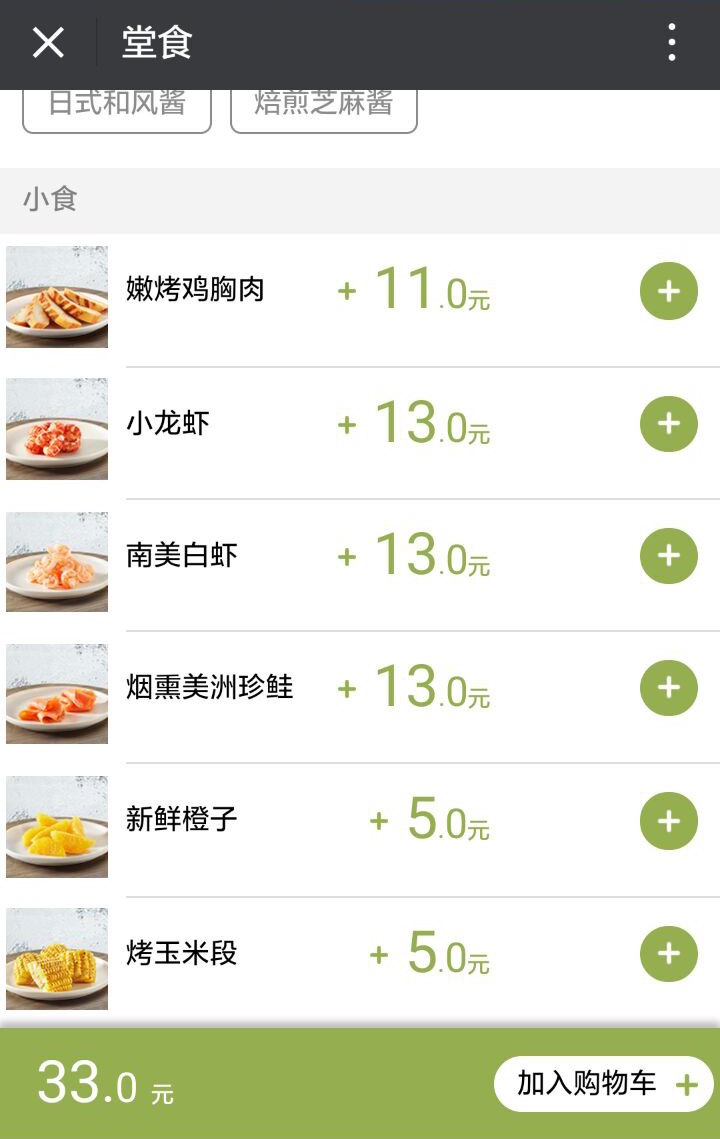 堂食
日式和风酱 焙煎芝麻酱
小食
嫩烤鸡胸肉 + 11.0元
小龙虾 + 13.0元
南美白虾 + 13.0元
烟熏美洲珍鲑 + 13.0元
新鲜橙子 + 5.0元
烤玉米段 + 5.0元
33.0 元 加入购物车 +